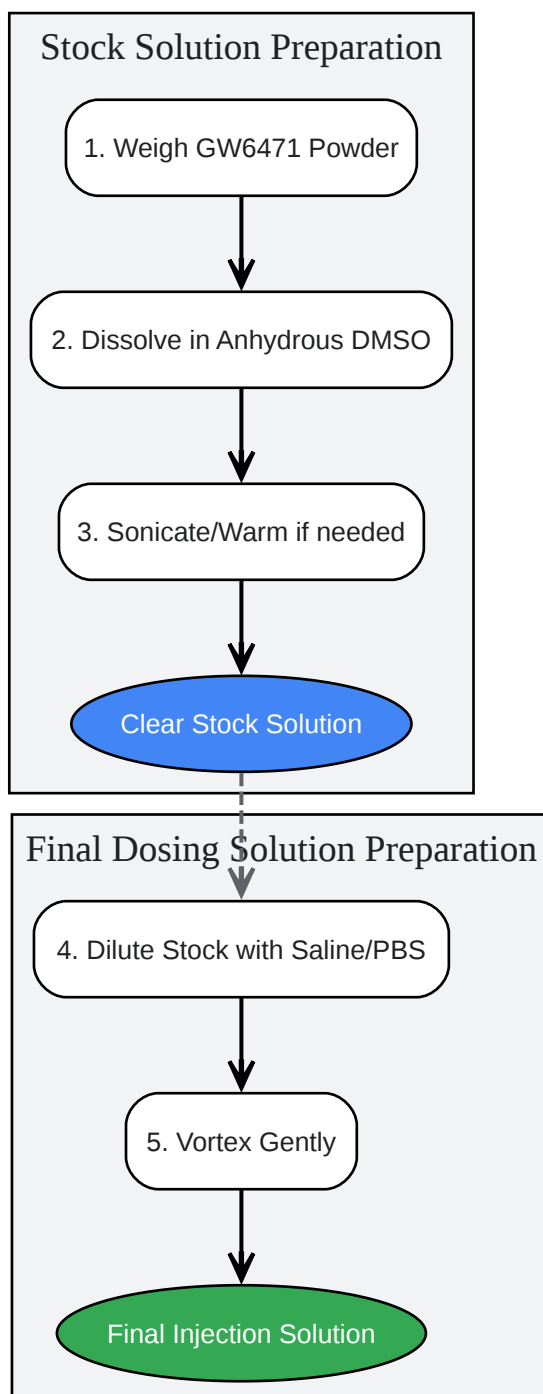 Stock Solution Preparation
1. Weigh GW6471 Powder
2. Dissolve in Anhydrous DMSO
3. Sonicate/Warm if needed
Clear Stock Solution
Final Dosing Solution Preparation
4. Dilute Stock with Saline/PBS
5. Vortex Gently
Final Injection Solution